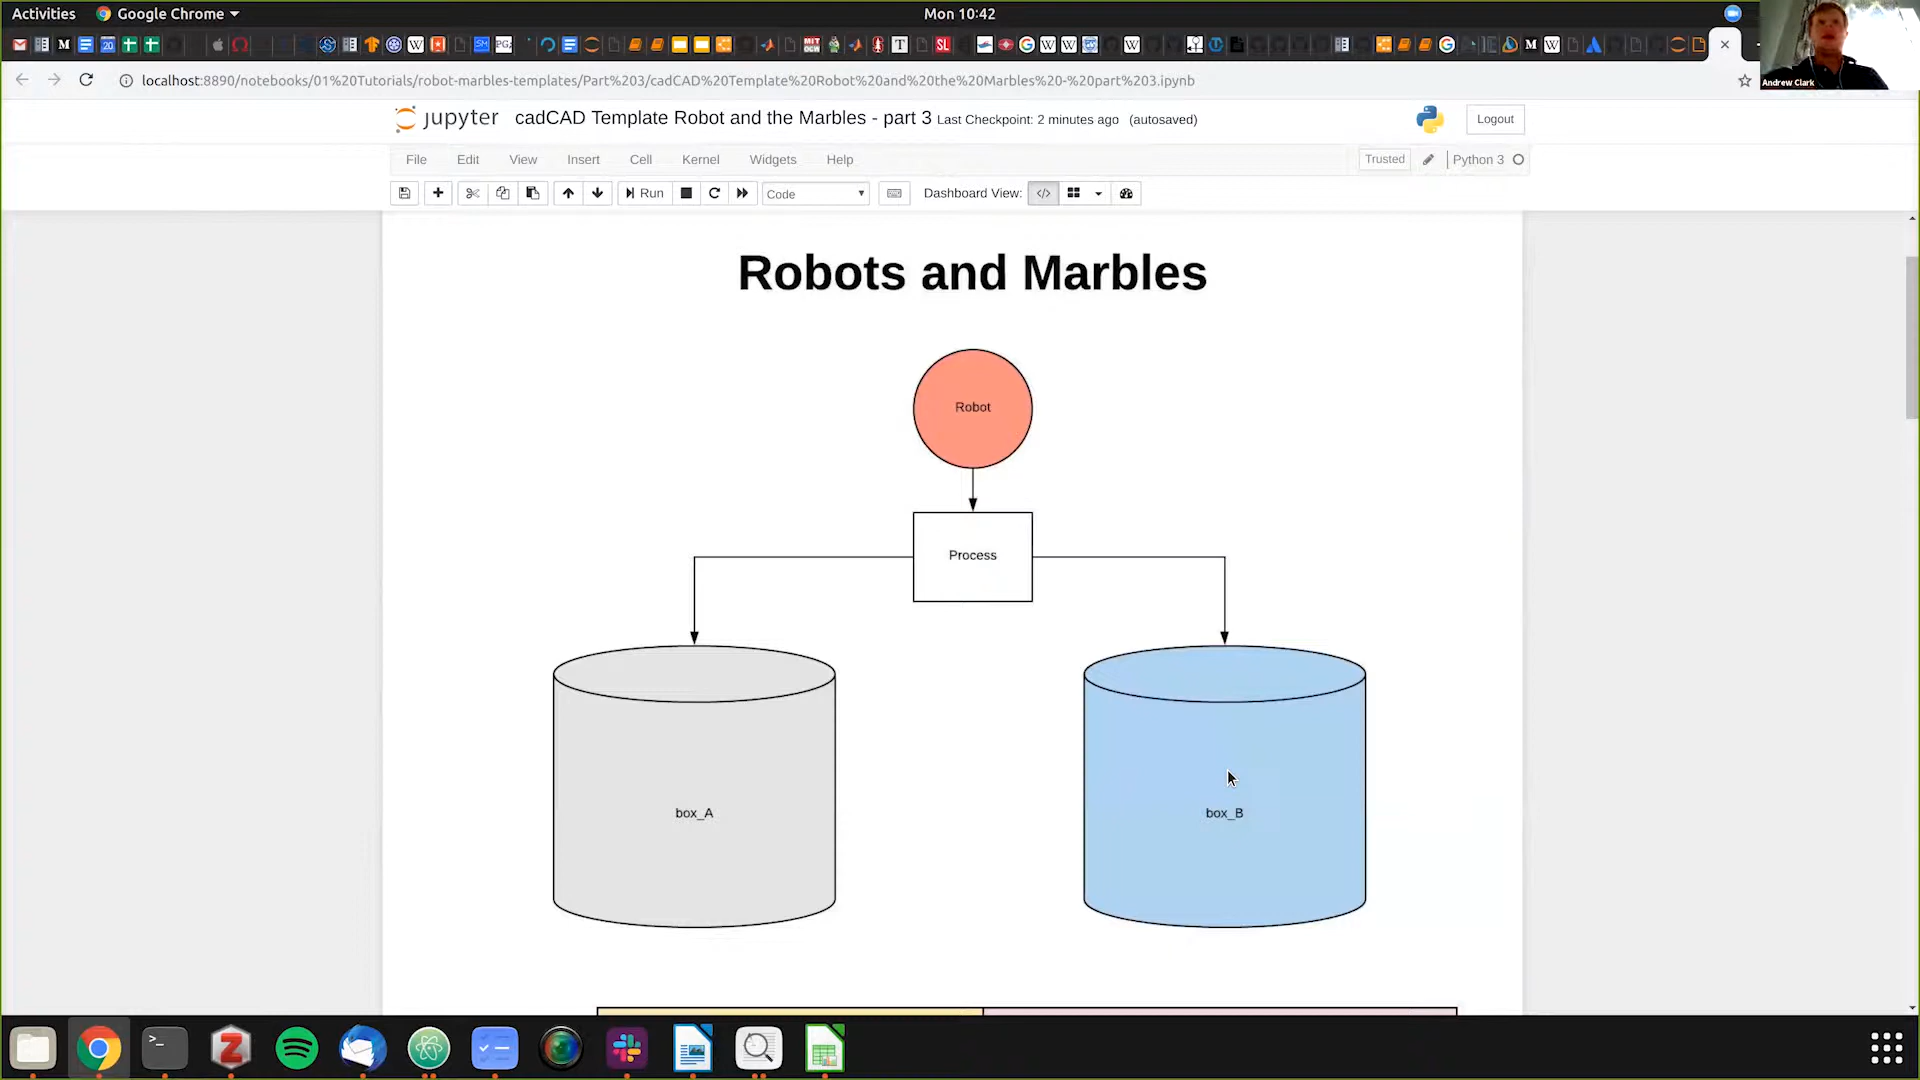 Activities Google Chrome Mon 10:42
Andrew Clark
localhost:8890/notebooks/01%20Tutorials/robot-marbles-templates/Part%203/cadCAD%20Template%20Robot%20and%20the%20Marbles%20-%20part%203.ipynb
jupyter cadCAD Template Robot and the Marbles - part 3 Last Checkpoint: 2 minutes ago (autosaved) Logout
File Edit View Insert Cell Kernel Widgets Help Trusted Python 3
Run Code Dashboard View:
Robots and Marbles
Robot
Process
box_A box_B